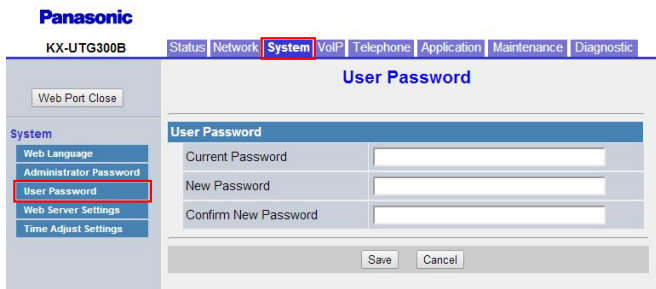 Panasonic
KX-UTG300B
Status Network System VoIP Telephone Application Maintenance Diagnostic
Web Port Close
User Password
System
Web Language
Administrator Password
User Password
Web Server Settings
Time Adjust Settings
User Password
Current Password
New Password
Confirm New Password
Save Cancel